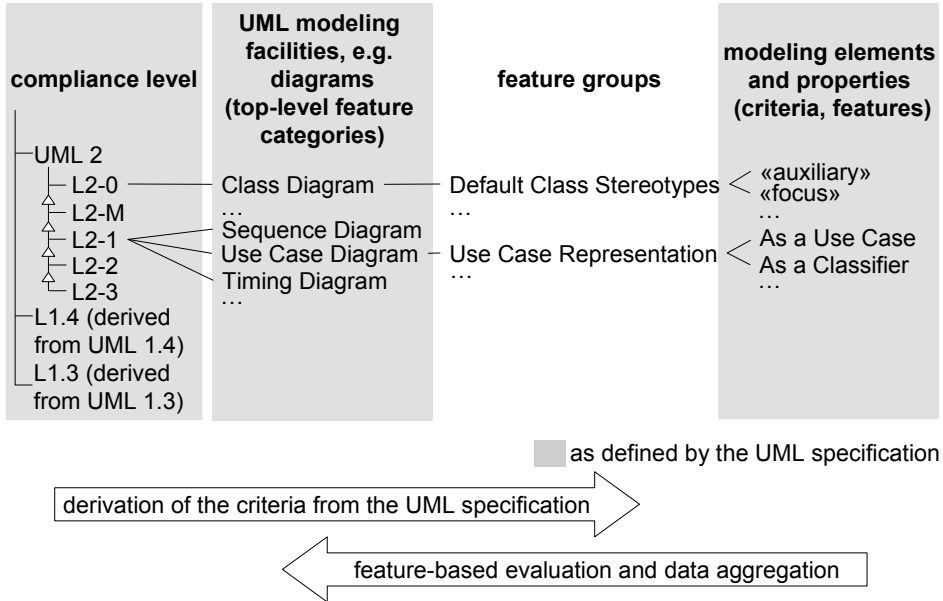 compliance level
UML modeling
facilities, e.g.
diagrams
(top-level feature
categories)
feature groups
modeling elements
and properties
(criteria, features)
UML 2
L2-0
L2-M
L2-1
L2-2
L2-3
L1.4 (derived
from UML 1.4)
L1.3 (derived
from UML 1.3)
Class Diagram
…
Sequence Diagram
Use Case Diagram
Timing Diagram
…
Default Class Stereotypes
…
Use Case Representation
…
«auxiliary»
«focus»
…
As a Use Case
As a Classifier
…
as defined by the UML specification
derivation of the criteria from the UML specification
feature-based evaluation and data aggregation